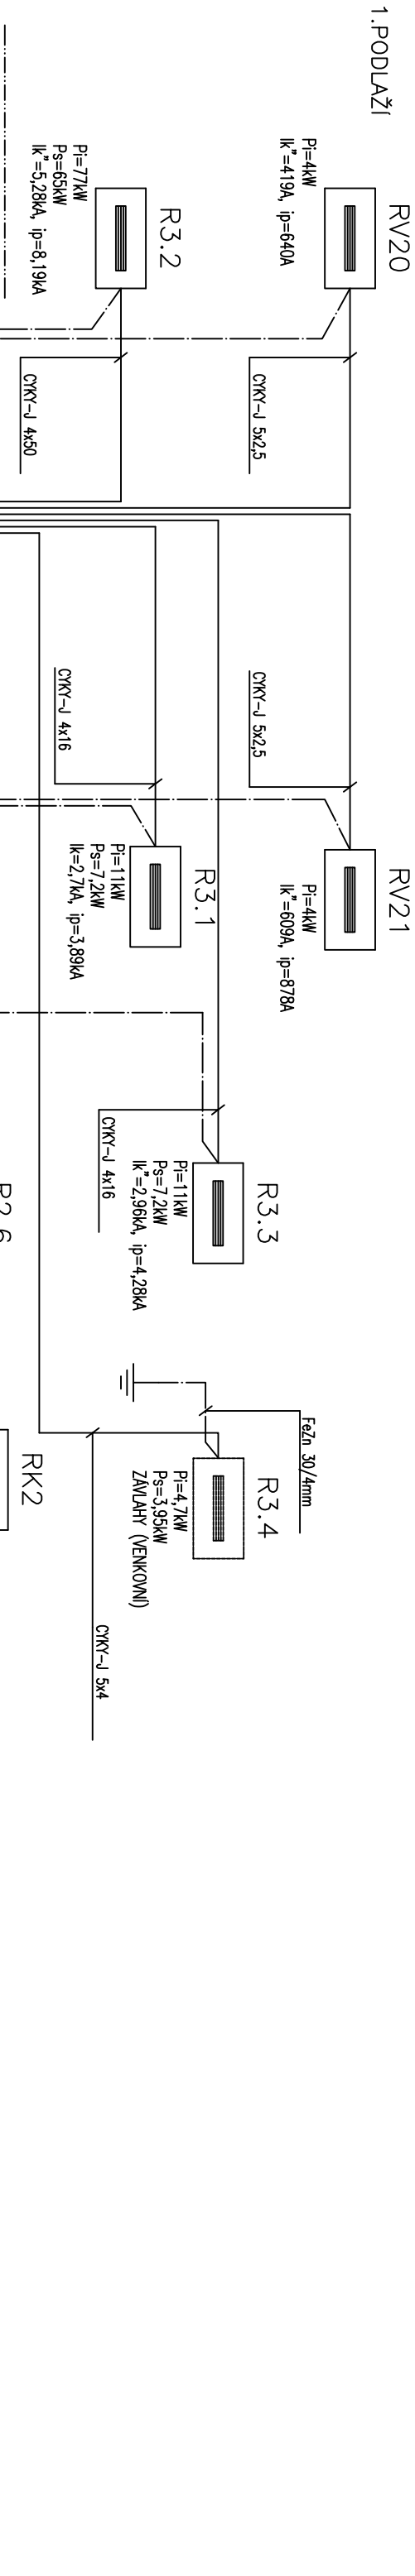 1.PODLAŽÍ
RV20
Pi=4kW
Ik"=419A, ip=640A
CYKY-J 5x2,5
R3.2
Pi=77kW
Ps=65kW
Ik"=5,28kA, ip=8,19kA
CYKY-J 4x50
CYKY-J 5x2,5
RV21
Pi=4kW
Ik"=609A, ip=878A
CYKY-J 4x16
R3.1
Pi=11kW
Ps=7,2kW
Ik=2,7kA, ip=3,89kA
CYKY-J 4x16
R3.3
Pi=11kW
Ps=7,2kW
Ik"=2,96kA, ip=4,28kA
FeZn 30/4mm
R3.4
Pi=4,7kW
Ps=3,95kW
ZÁVLAHY (VENKOVNÍ)
CYKY-J 5x4
RK2